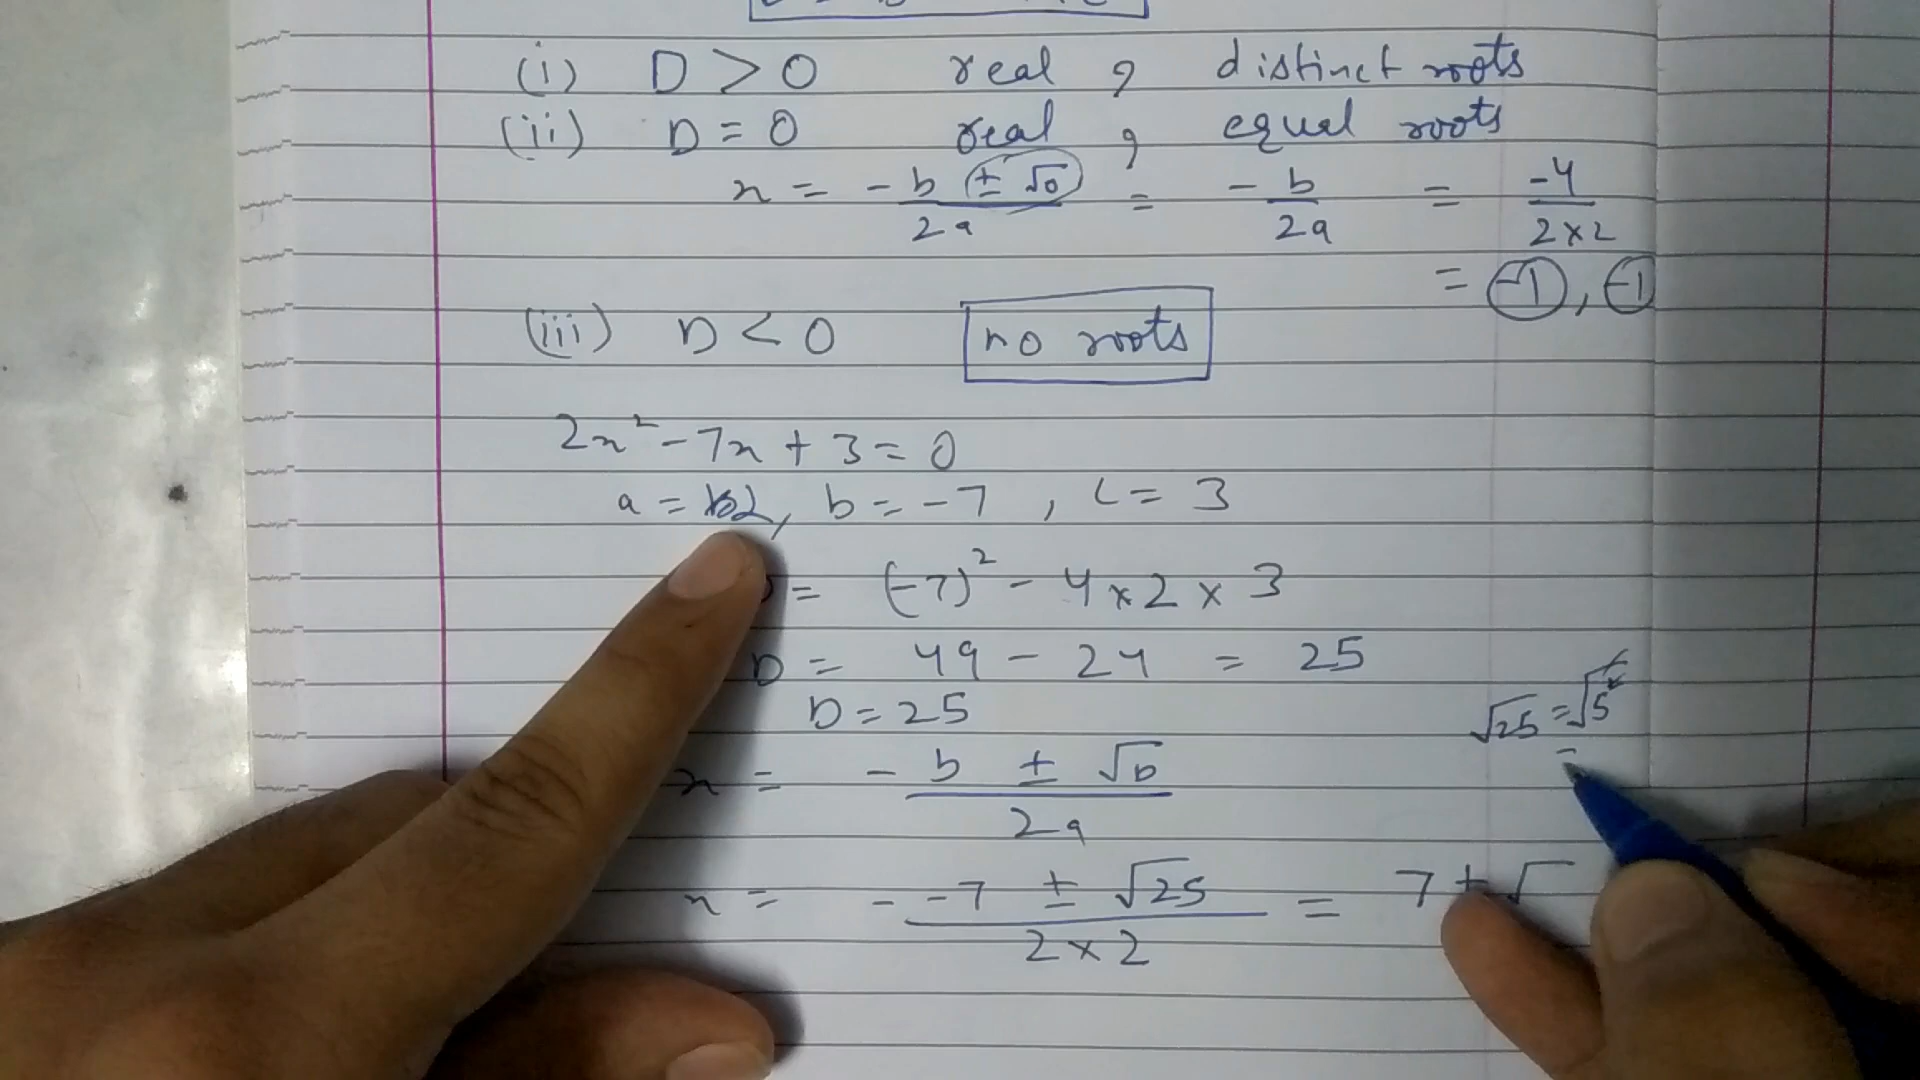 (i) D > 0 real, distinct roots
(ii) D = 0 real, equal roots
x = -b ± √0 / 2a = -b / 2a = -4 / 2×2
= -1, -1
(iii) D < 0 no roots
2x² - 7x + 3 = 0
a = 2, b = -7, c = 3
= (-7)² - 4×2×3
D = 49 - 24 = 25
D = 25
√25 = √5²
=
x = -b ± √D / 2a
x = - -7 ± √25 / 2×2 = 7 ± √